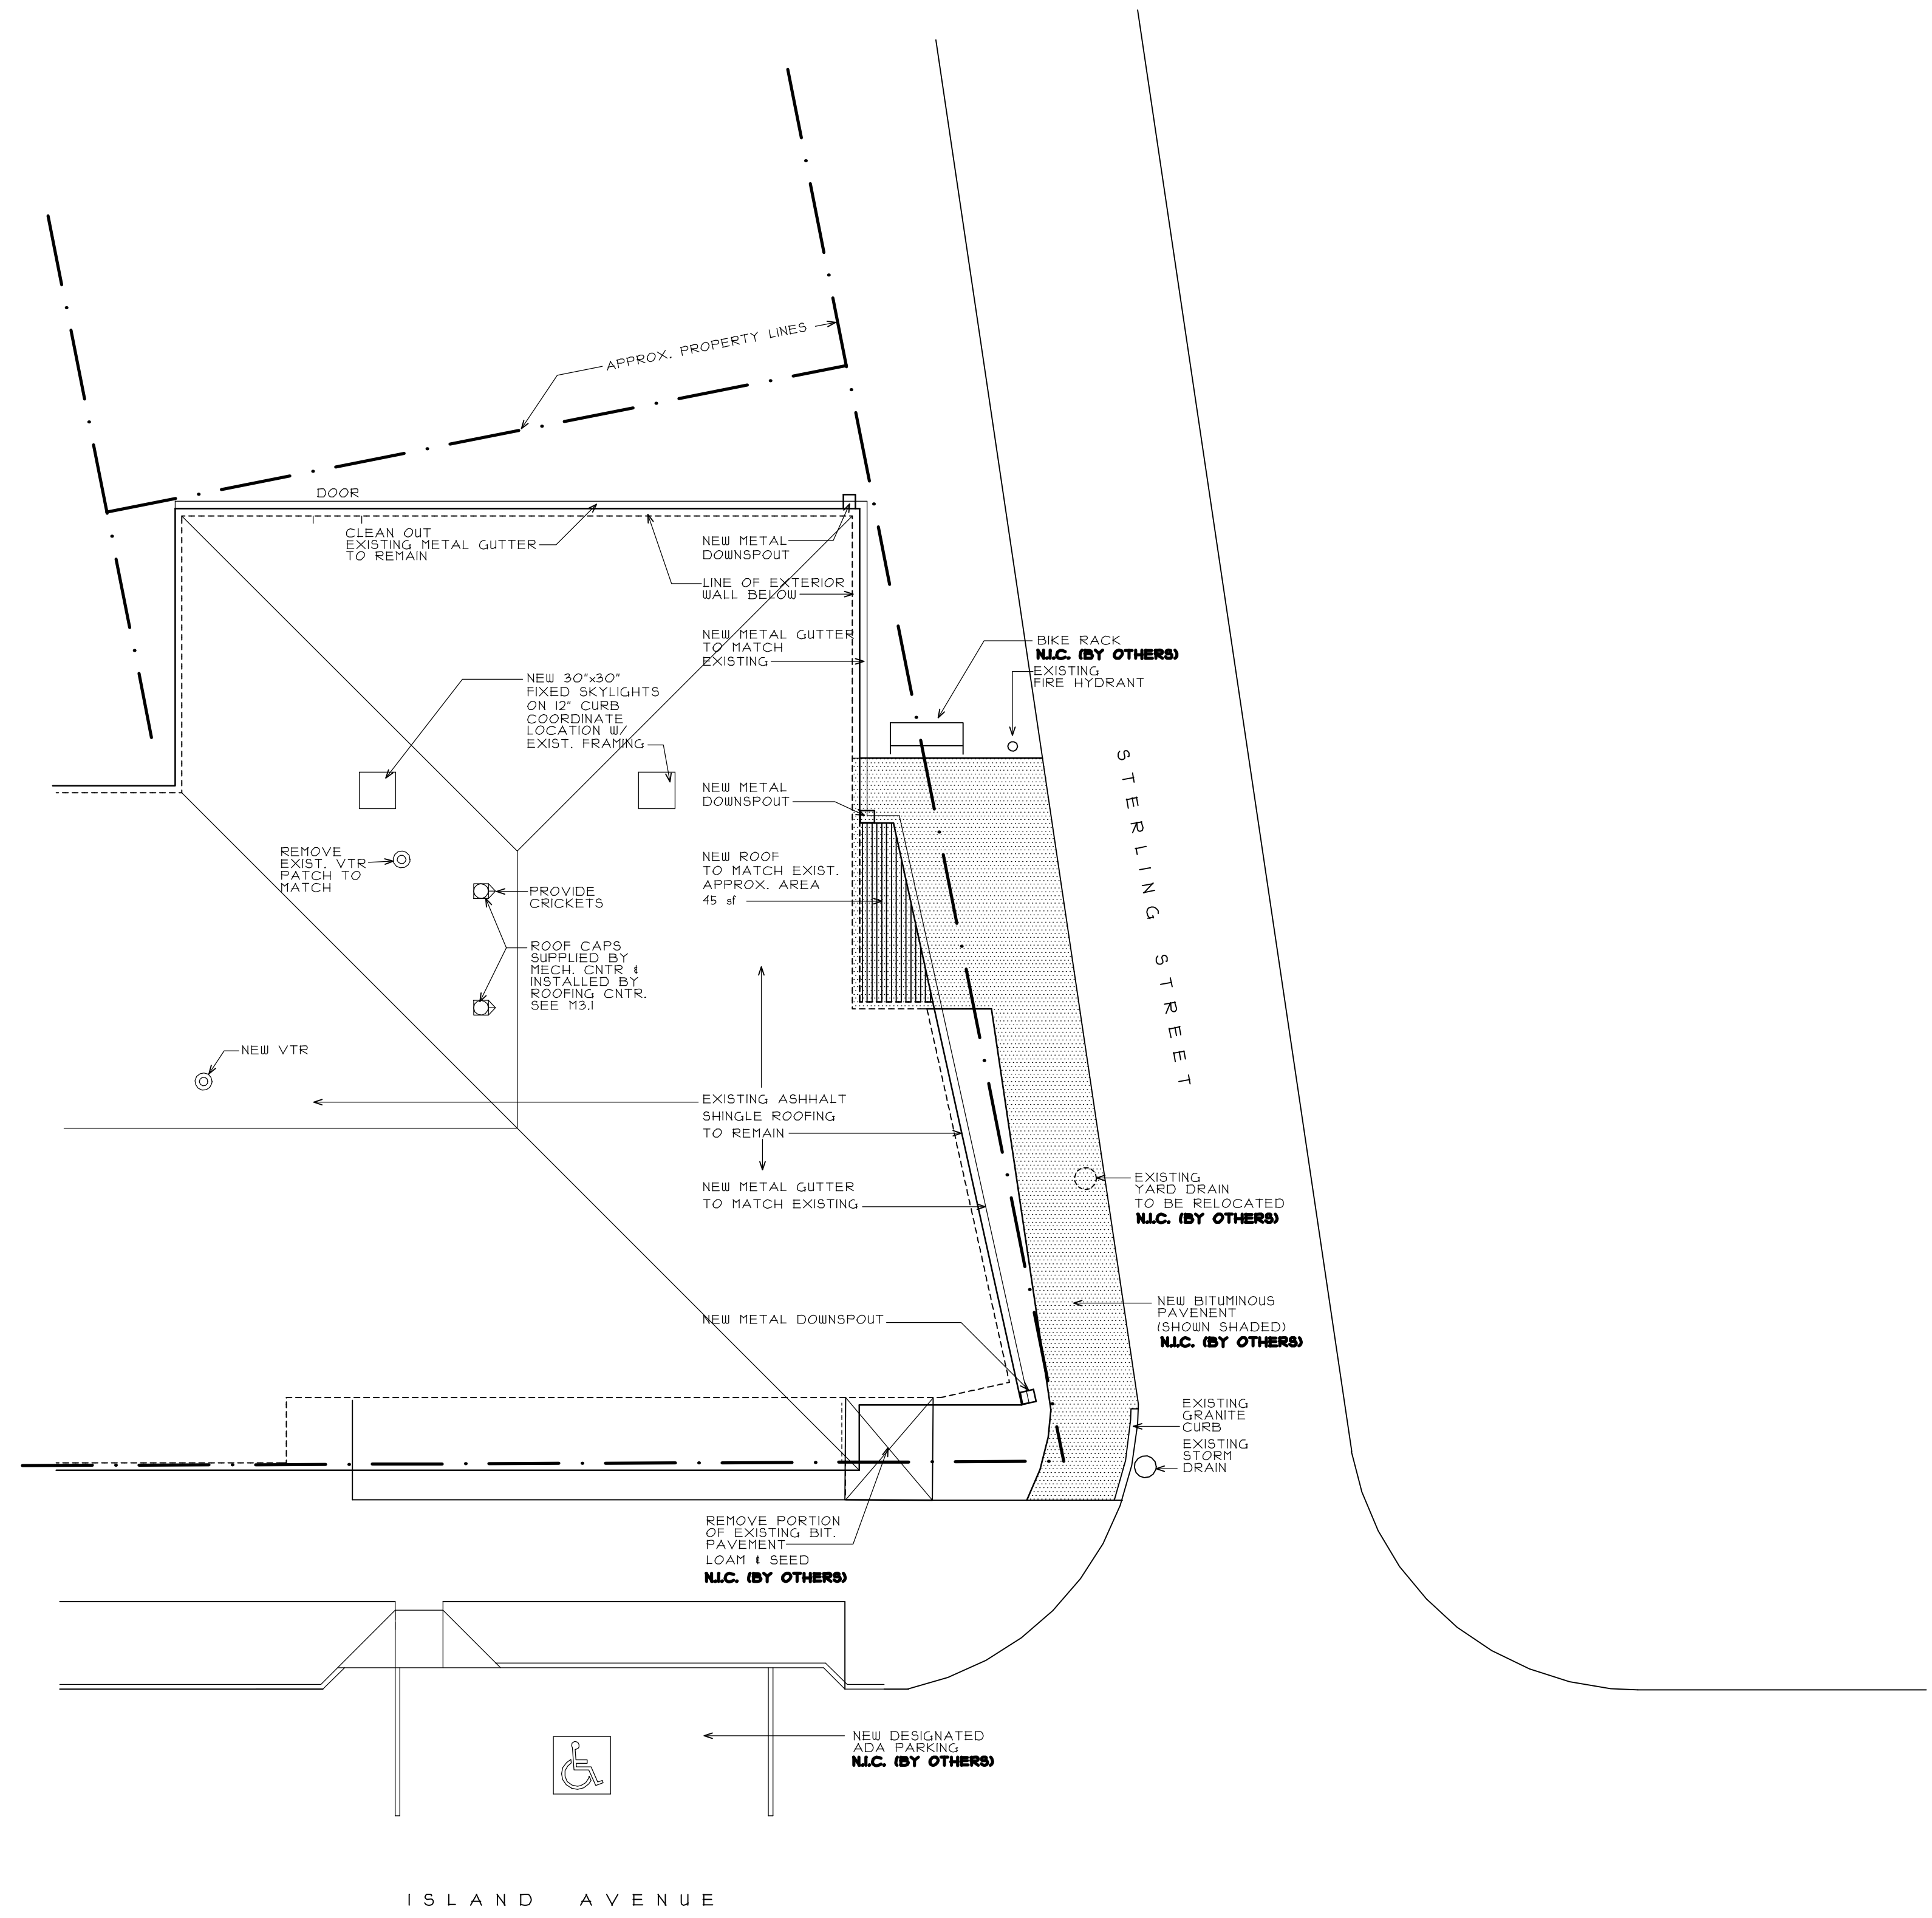 APPROX. PROPERTY LINES
DOOR
CLEAN OUT
EXISTING METAL GUTTER
TO REMAIN
NEW METAL
DOWNSPOUT
LINE OF EXTERIOR
WALL BELOW
NEW METAL GUTTER
TO MATCH
EXISTING
BIKE RACK
N.I.C. (BY OTHERS)
EXISTING
FIRE HYDRANT
NEW 30"x30"
FIXED SKYLIGHTS
ON 12" CURB
COORDINATE
LOCATION W/
EXIST. FRAMING
STERLING STREET
NEW METAL
DOWNSPOUT
REMOVE
EXIST. VTR
PATCH TO
MATCH
NEW ROOF
TO MATCH EXIST.
APPROX. AREA
45 sf
PROVIDE
CRICKETS
ROOF CAPS
SUPPLIED BY
MECH. CNTR &
INSTALLED BY
ROOFING CNTR.
SEE M3.1
NEW VTR
EXISTING ASHHALT
SHINGLE ROOFING
TO REMAIN
NEW METAL GUTTER
TO MATCH EXISTING
EXISTING
YARD DRAIN
TO BE RELOCATED
N.I.C. (BY OTHERS)
NEW METAL DOWNSPOUT
NEW BITUMINOUS
PAVENENT
(SHOWN SHADED)
N.I.C. (BY OTHERS)
EXISTING
GRANITE
CURB
EXISTING
STORM
DRAIN
REMOVE PORTION
OF EXISTING BIT.
PAVEMENT
LOAM & SEED
N.I.C. (BY OTHERS)
NEW DESIGNATED
ADA PARKING
N.I.C. (BY OTHERS)
ISLAND AVENUE